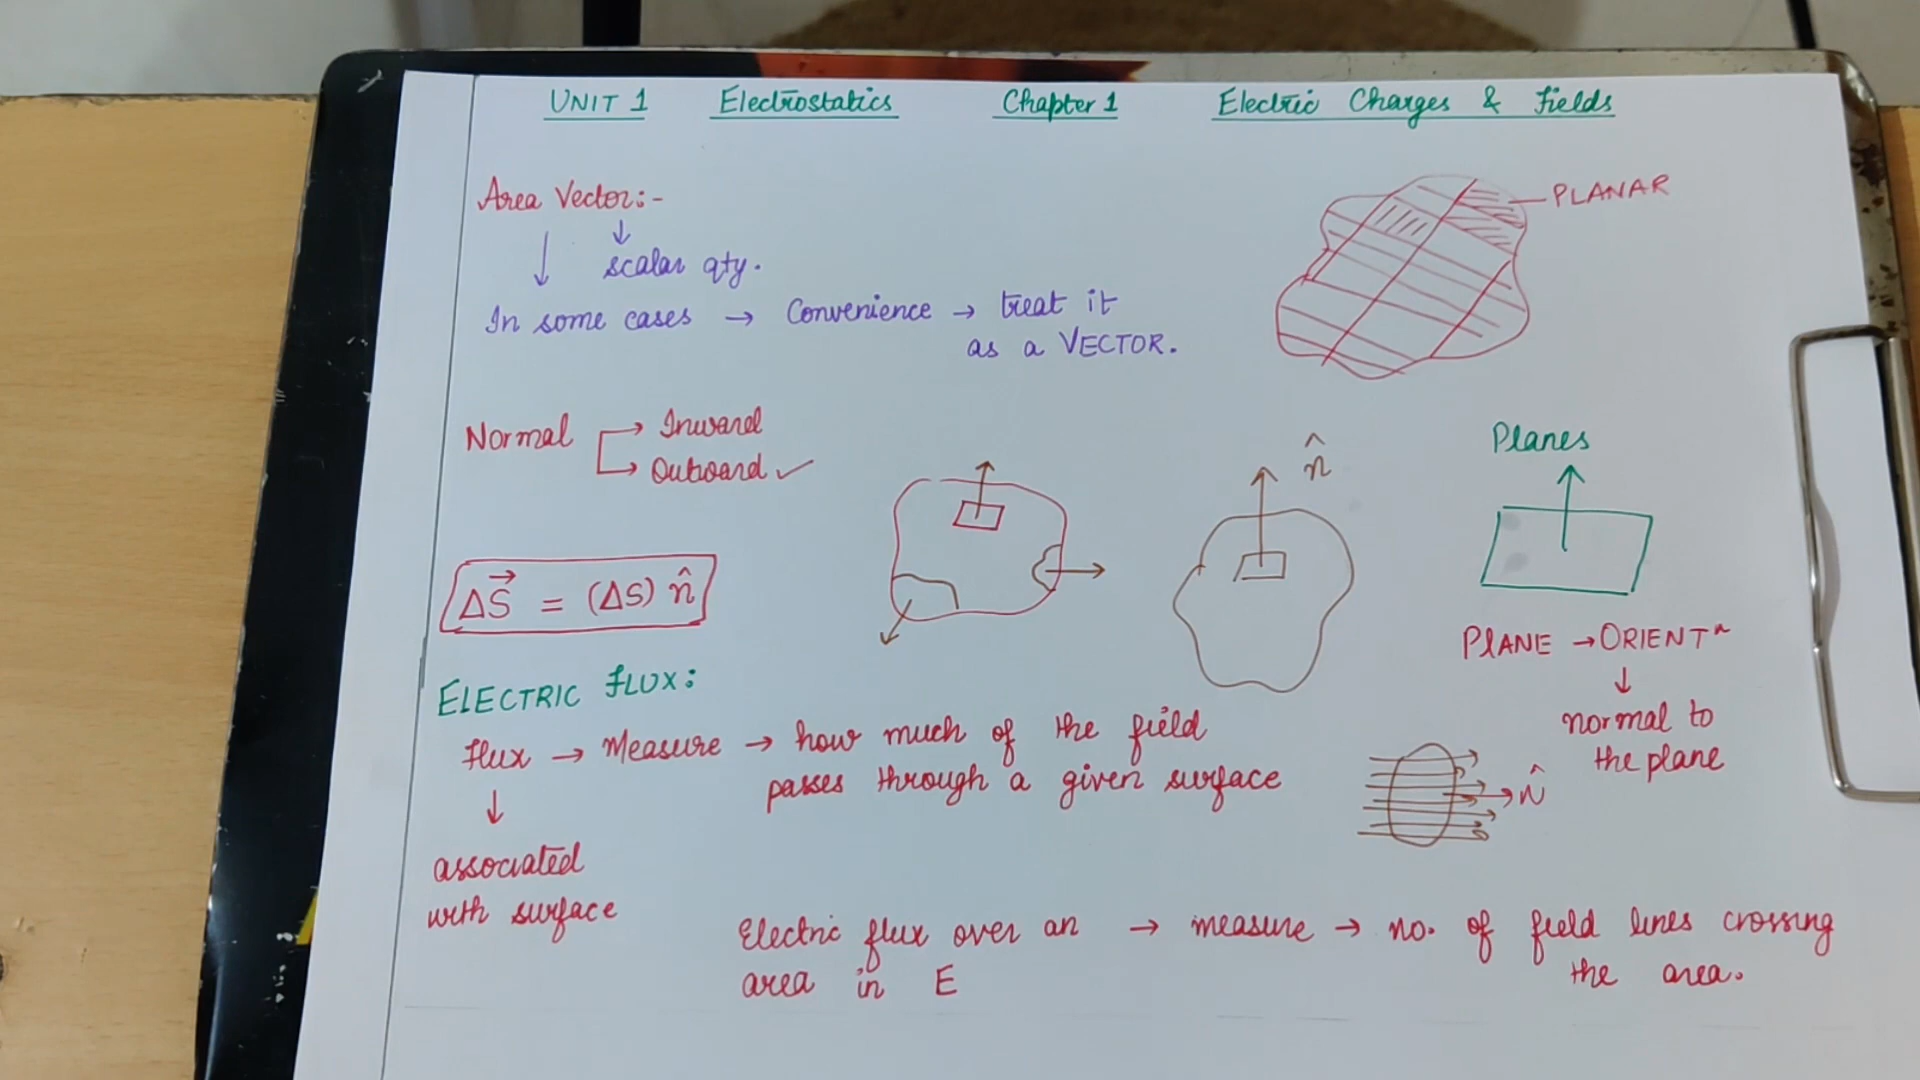 UNIT 1 Electrostatics Chapter 1 Electric Charges & Fields
Area Vector:-
↓ ↓
scalar qty.
In some cases → Convenience → treat it
as a VECTOR.
PLANAR
Normal → Inward
→ Outward ✓
n̂
Planes
ΔS⃗ = (ΔS) n̂
PLANE → ORIENTⁿ
↓
normal to
the plane
ELECTRIC FLUX:
Flux → Measure → how much of the field
passes through a given surface
n̂
↓
associated
with surface
Electric flux over an → measure → no. of field lines crossing
area in E the area.